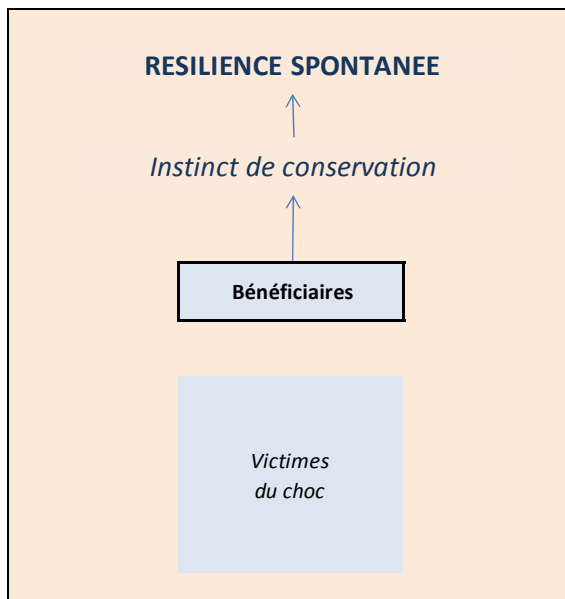 RESILIENCE SPONTANEE
Instinct de conservation
Bénéficiaires
Victimes
du choc